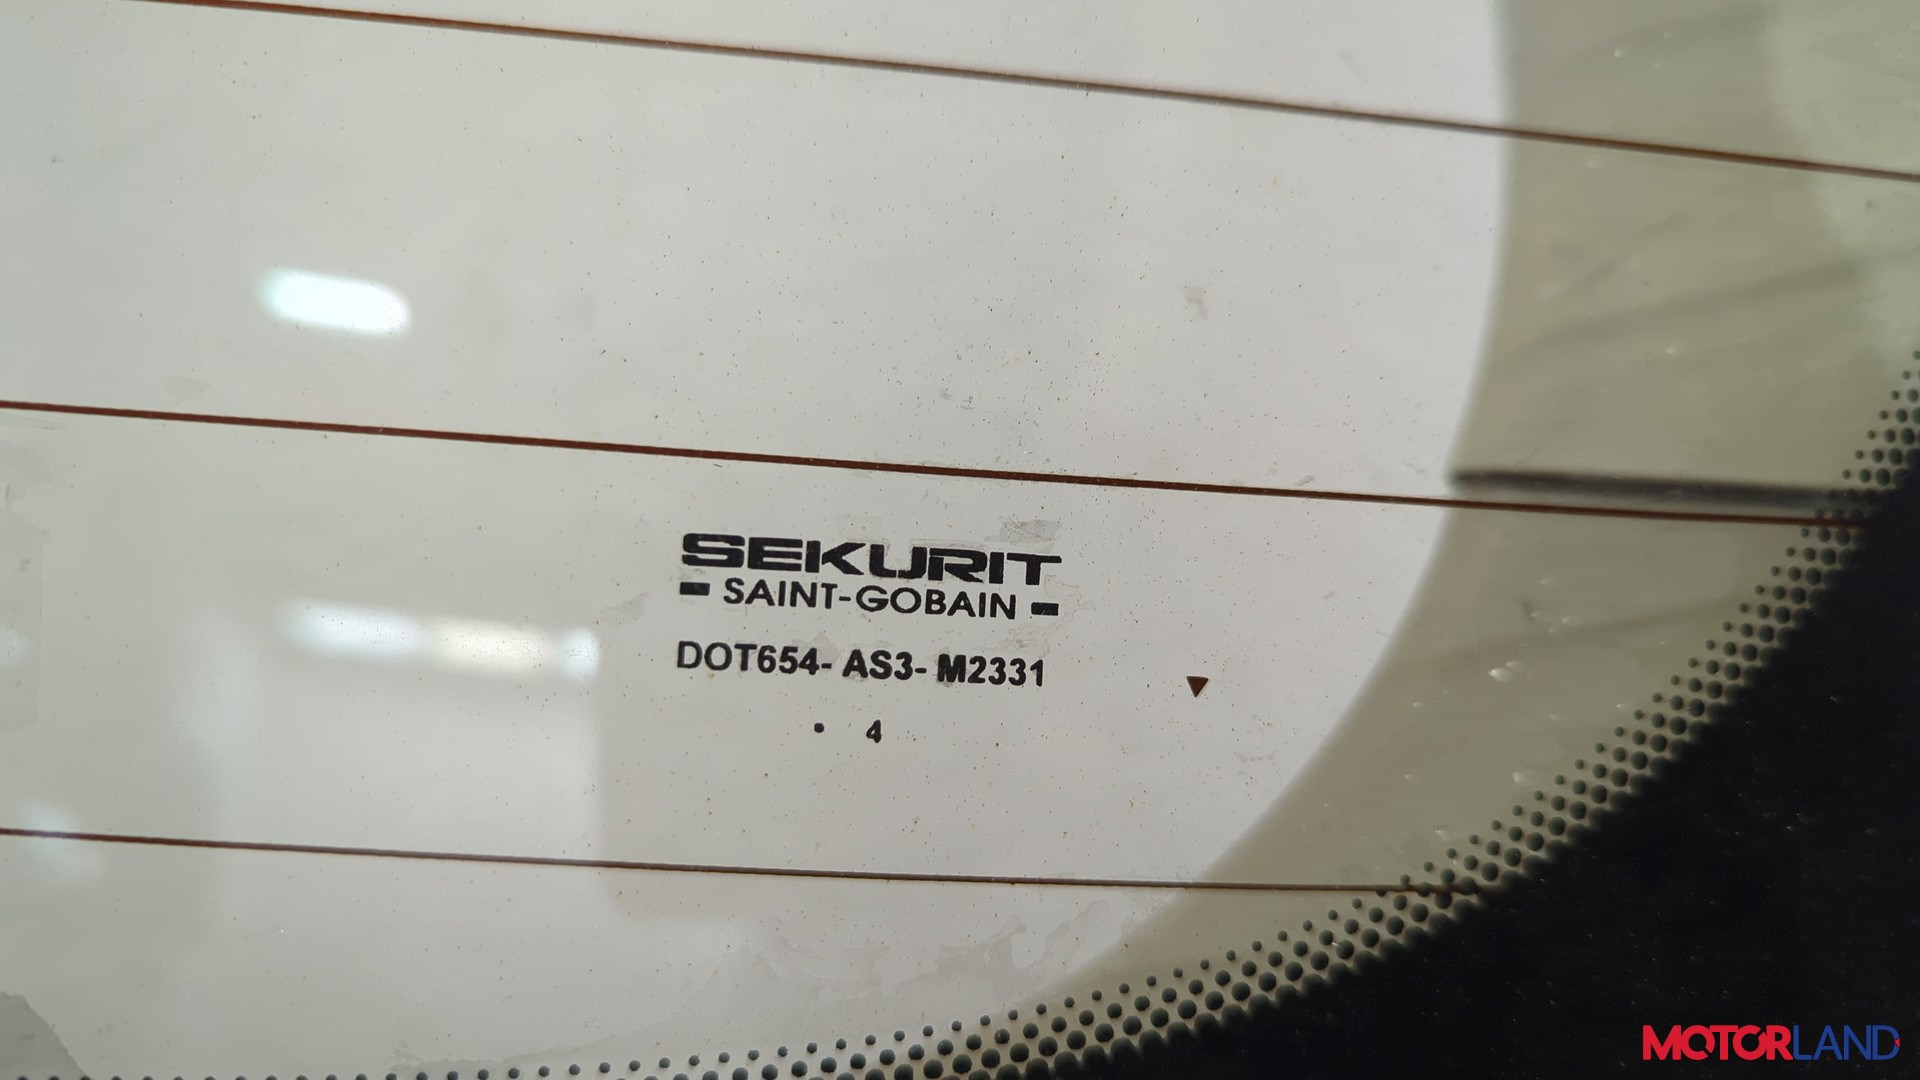 SEKURIT
SAINT-GOBAIN
DOT654- AS3- M2331
• 4
MOTORLAND